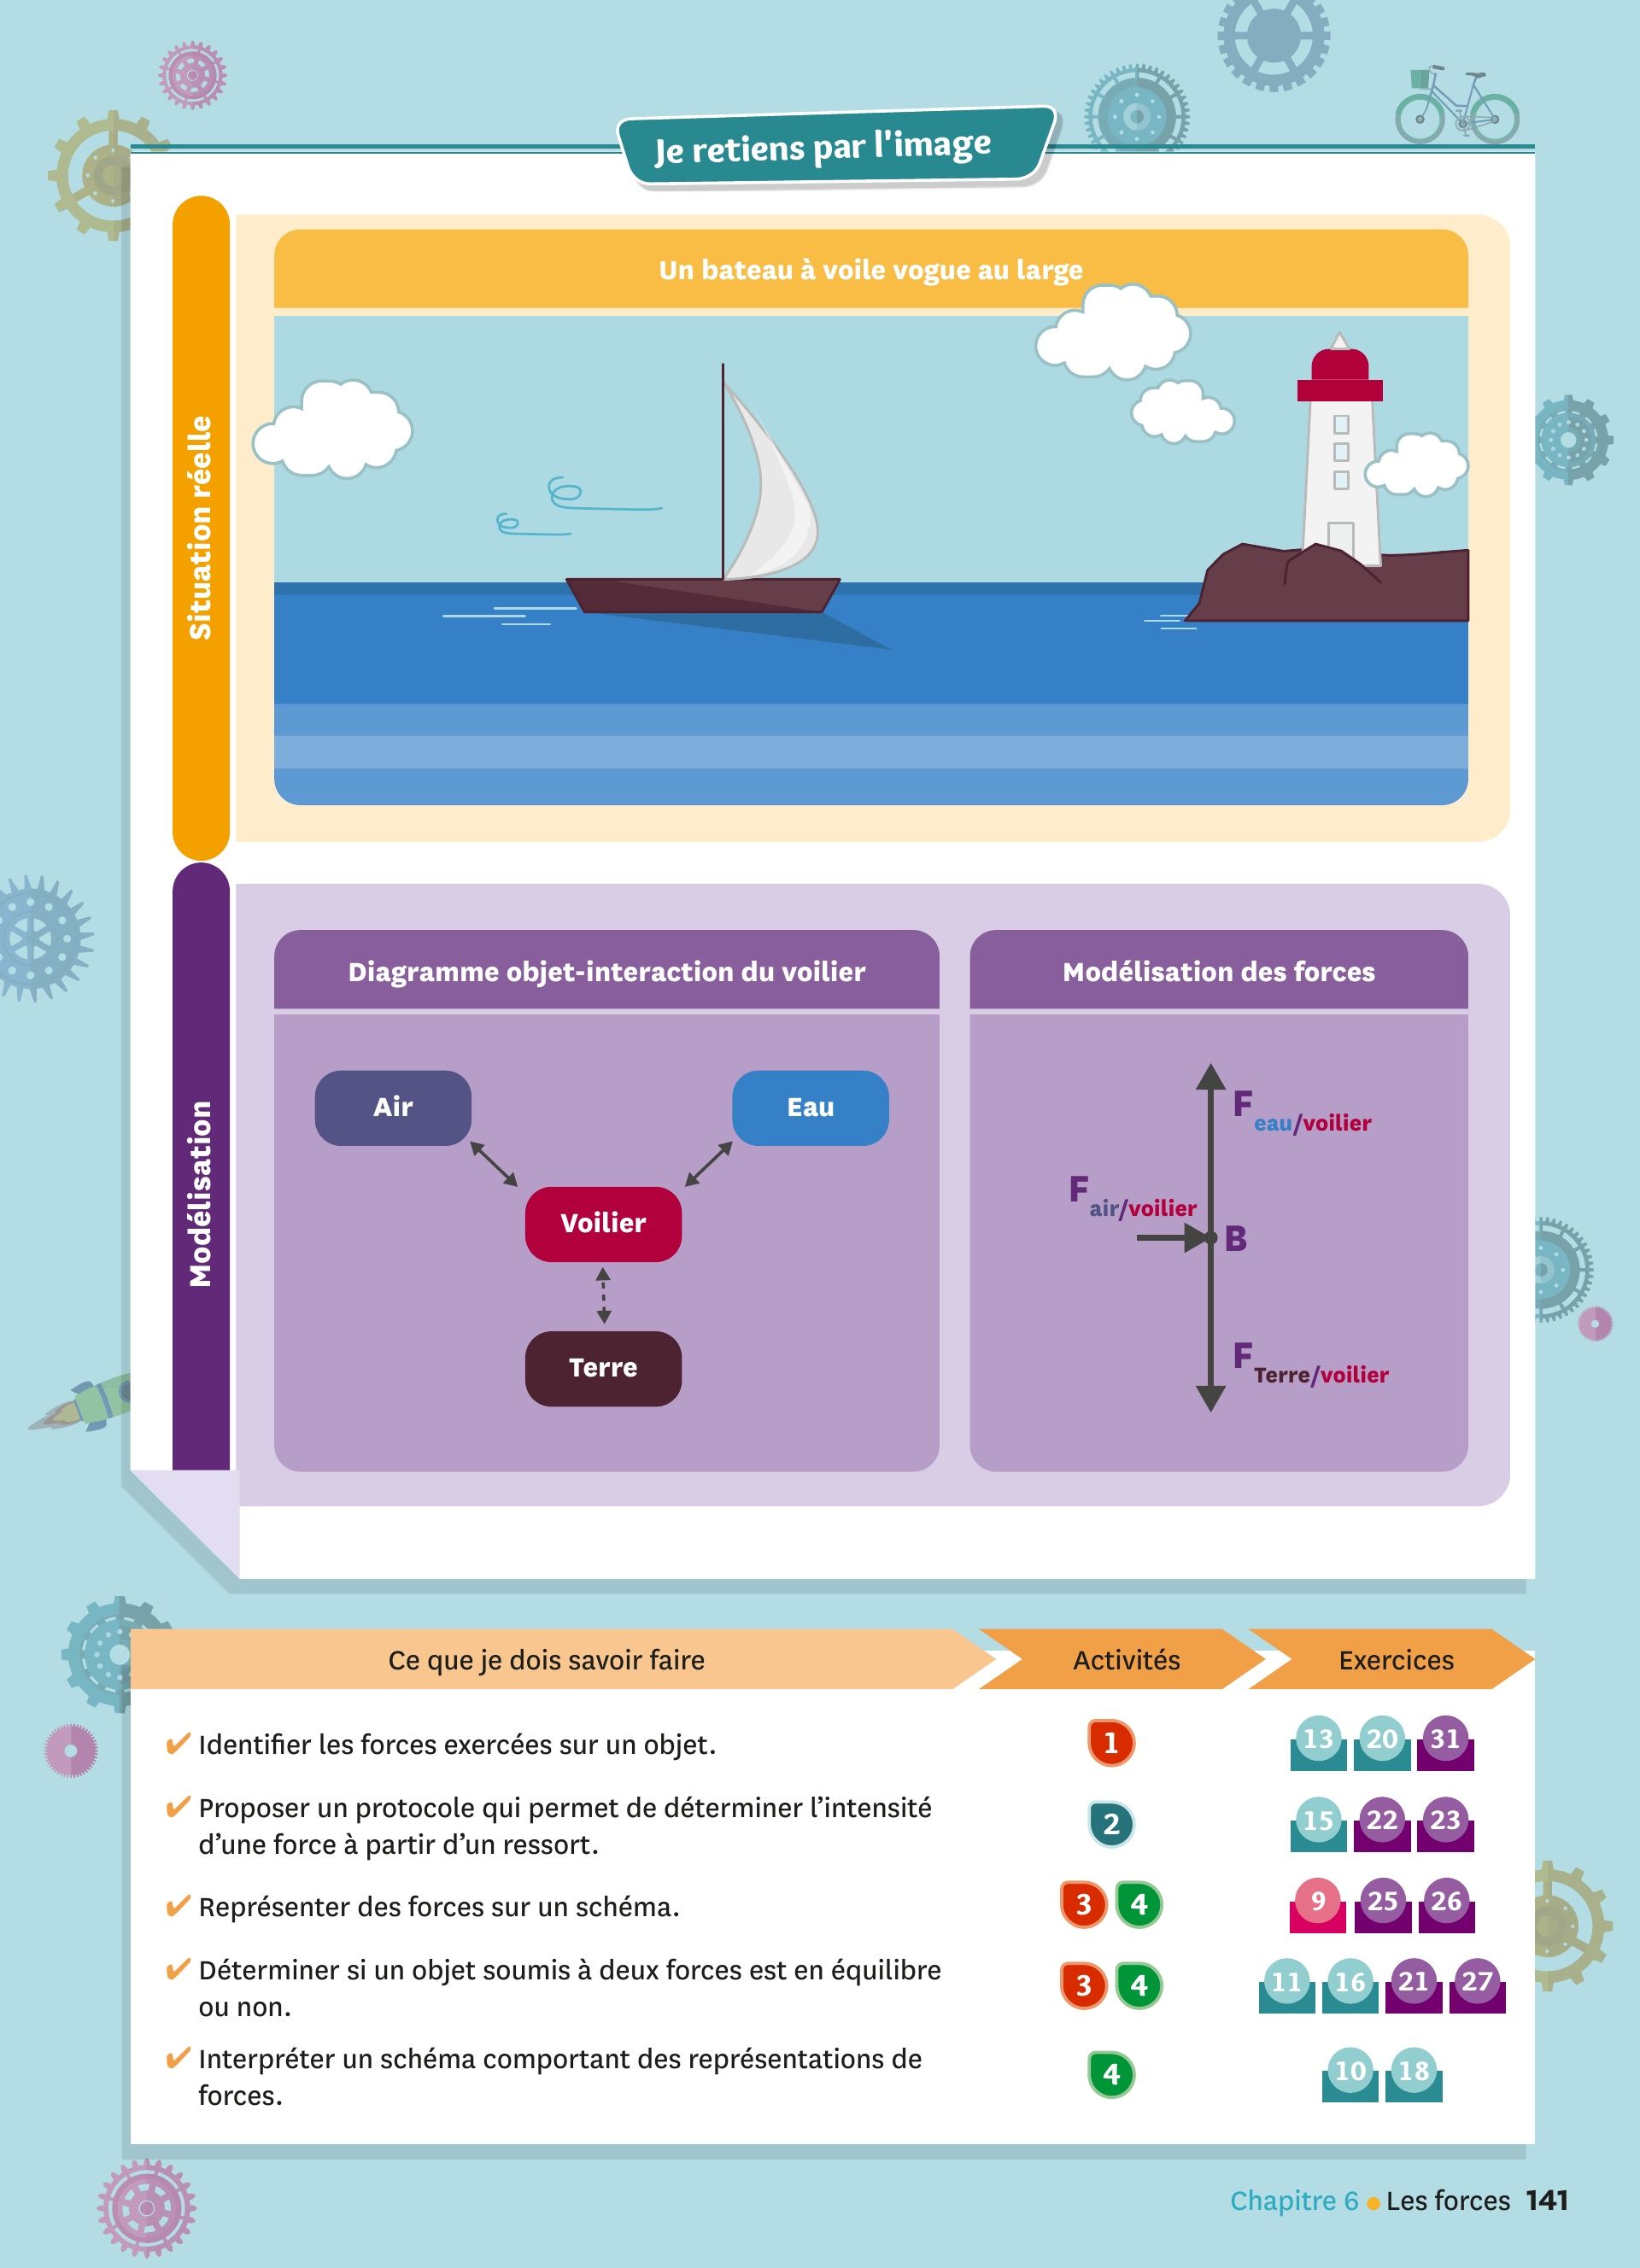 Je retiens par l'image
Situation réelle
Un bateau à voile vogue au large
Modélisation
Diagramme objet-interaction du voilier
Air
Eau
Voilier
Terre
Modélisation des forces
F eau/voilier
F air/voilier
B
F Terre/voilier
Ce que je dois savoir faire Activités Exercices
✔ Identifier les forces exercées sur un objet. 1 13 20 31
✔ Proposer un protocole qui permet de déterminer l’intensité
d’une force à partir d’un ressort. 2 15 22 23
✔ Représenter des forces sur un schéma. 3 4 9 25 26
✔ Déterminer si un objet soumis à deux forces est en équilibre
ou non. 3 4 11 16 21 27
✔ Interpréter un schéma comportant des représentations de
forces. 4 10 18
Chapitre 6 • Les forces 141